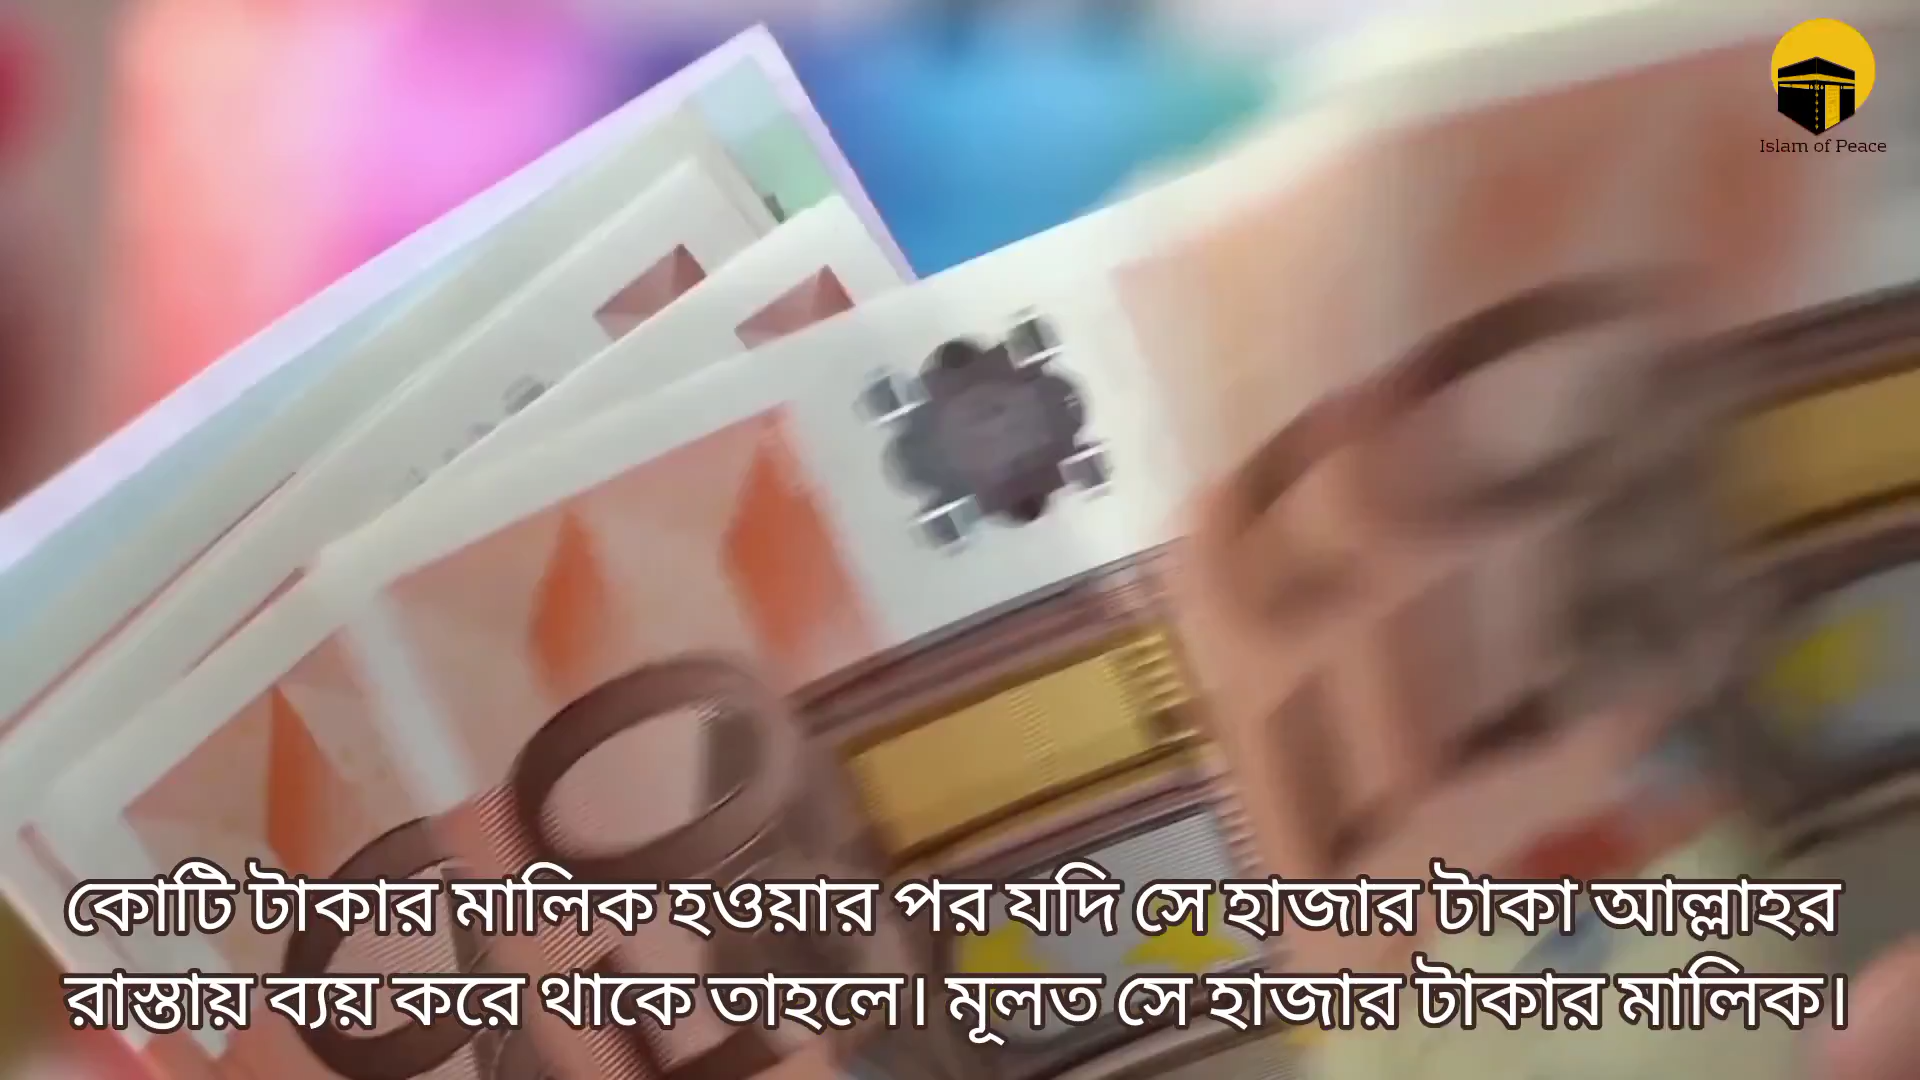 Islam of Peace
কোটি টাকার মালিক হওয়ার পর যদি সে হাজার টাকা আল্লাহর
রাস্তায় ব্যয় করে থাকে তাহলে। মূলত সে হাজার টাকার মালিক।